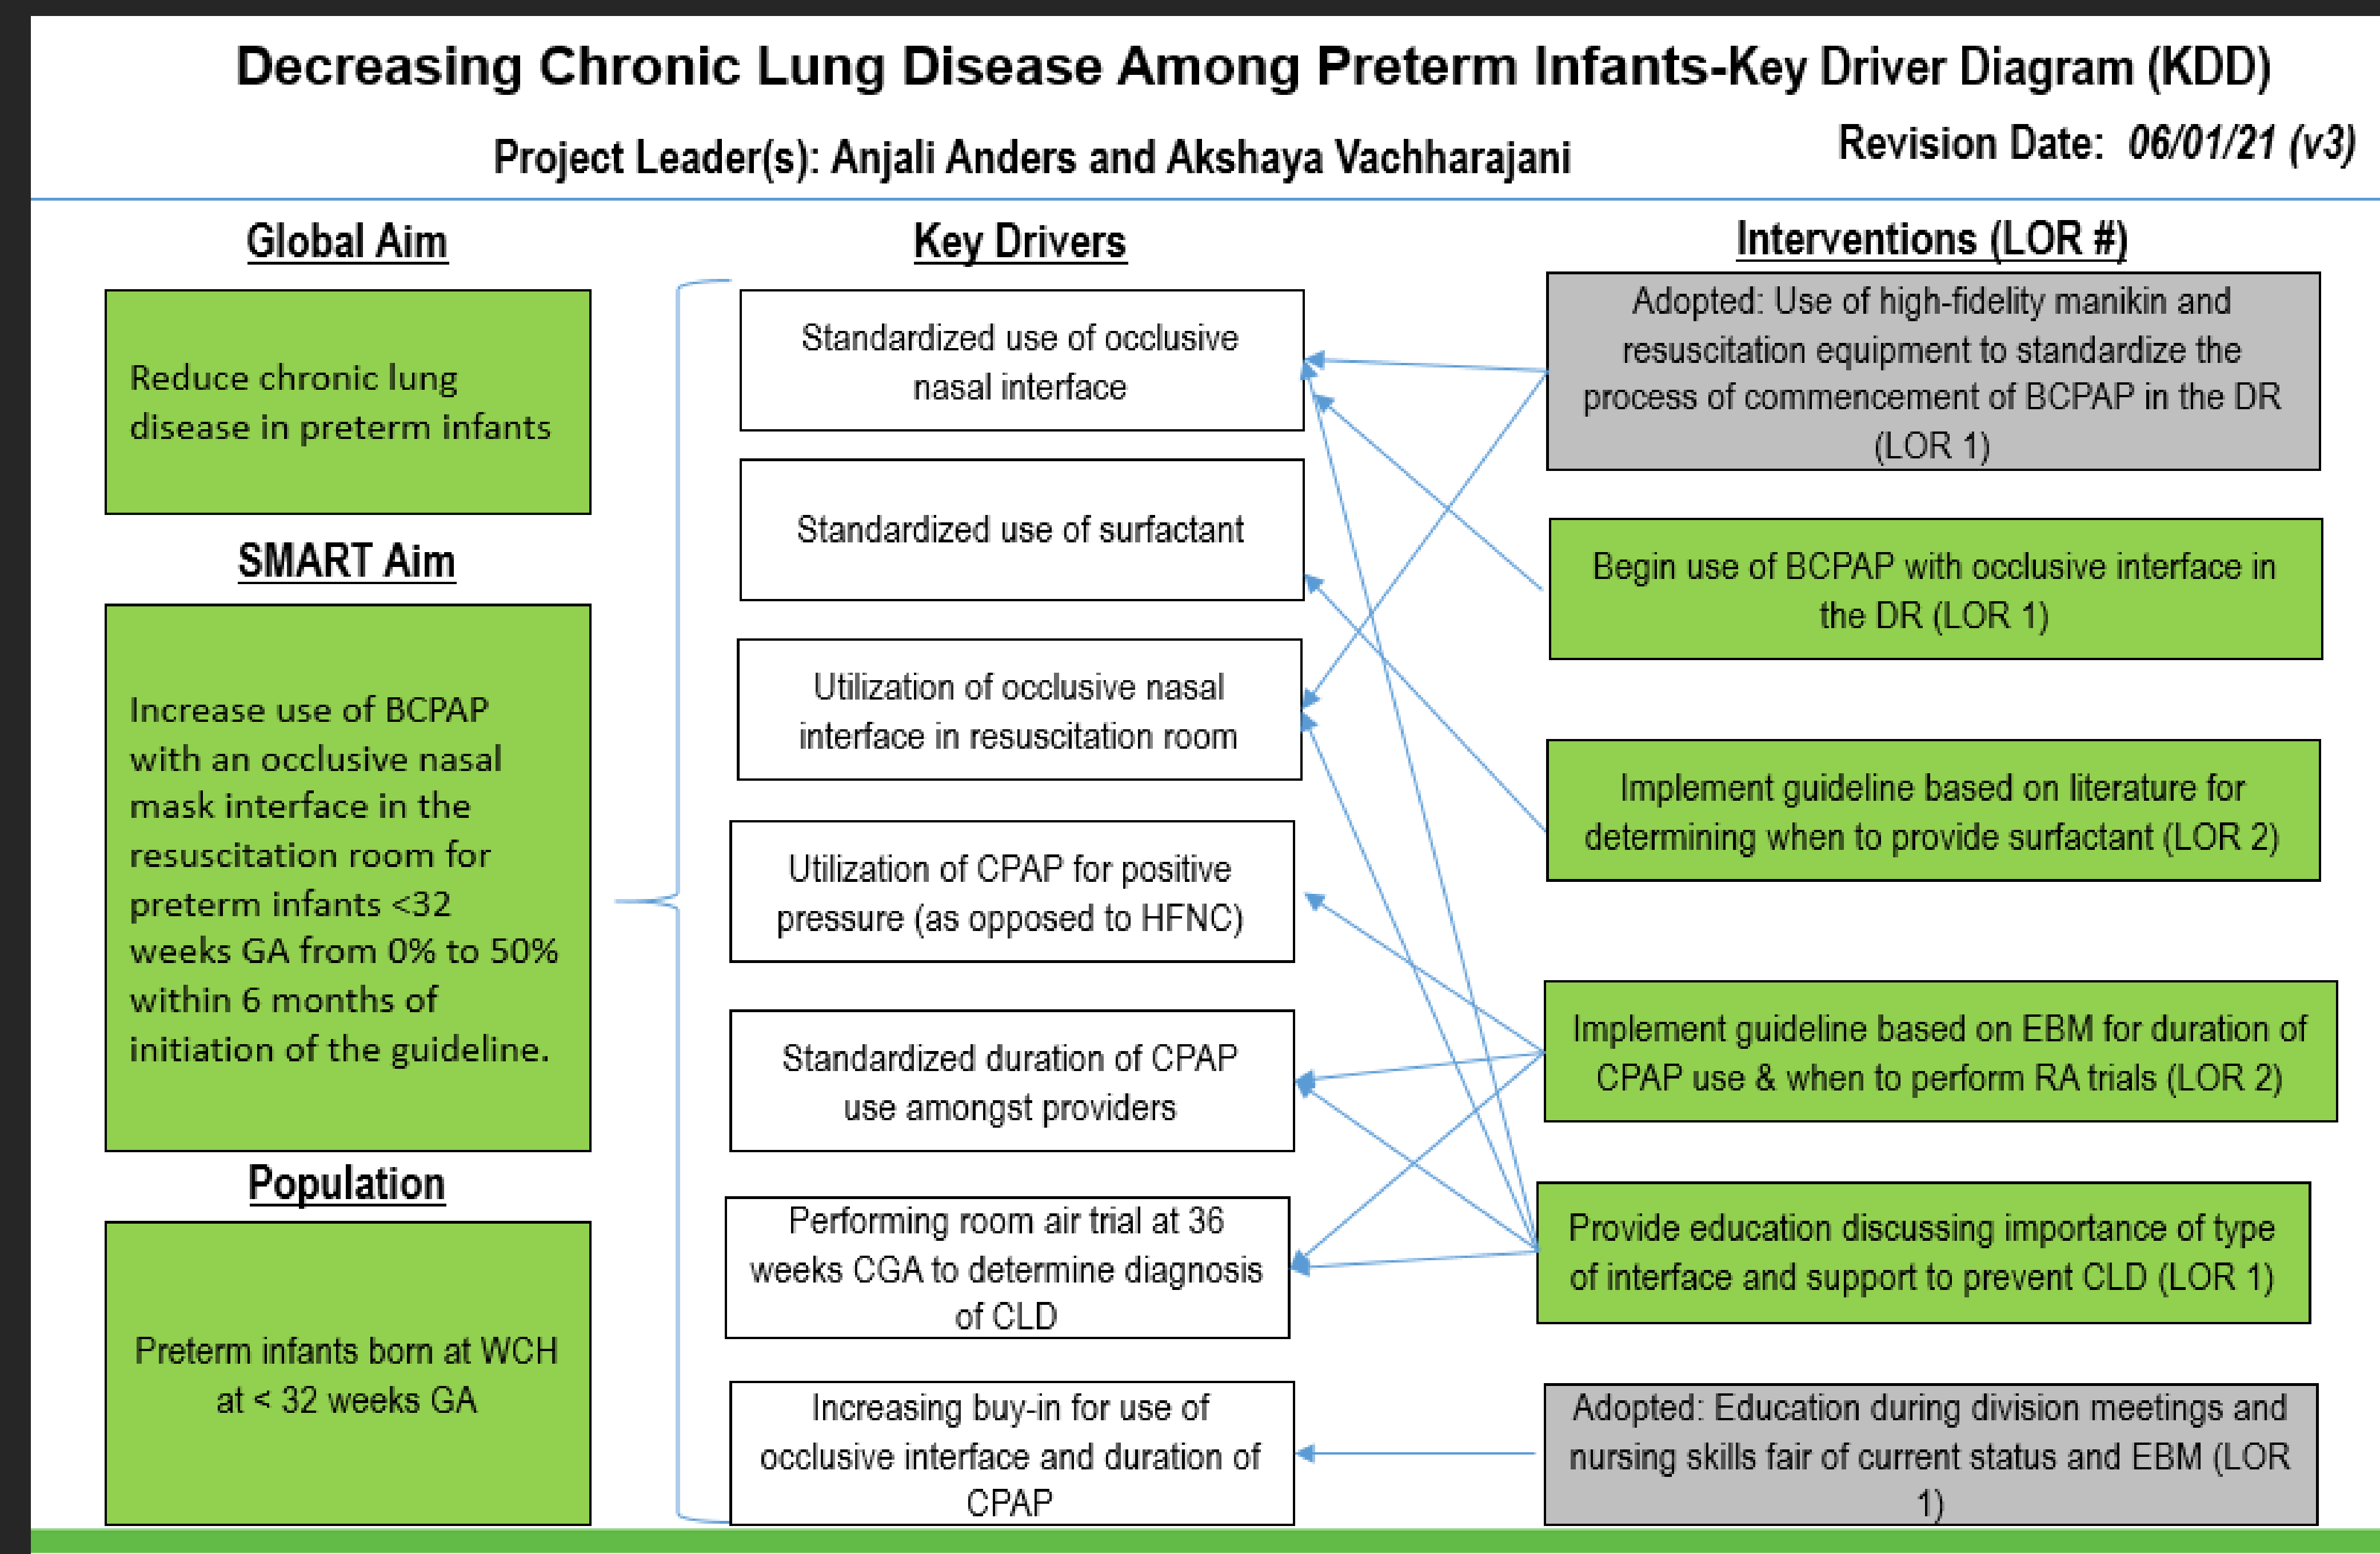 Decreasing Chronic Lung Disease Among Preterm Infants-Key Driver Diagram (KDD)
Project Leader(s): Anjali Anders and Akshaya Vachharajani
Revision Date: 06/01/21 (v3)
Global Aim
Reduce chronic lung
disease in preterm infants
SMART Aim
Increase use of BCPAP
with an occlusive nasal
mask interface in the
resuscitation room for
preterm infants <32
weeks GA from 0% to 50%
within 6 months of
initiation of the guideline.
Population
Preterm infants born at WCH
at < 32 weeks GA
Key Drivers
Standardized use of occlusive
nasal interface
Standardized use of surfactant
Utilization of occlusive nasal
interface in resuscitation room
Utilization of CPAP for positive
pressure (as opposed to HFNC)
Standardized duration of CPAP
use amongst providers
Performing room air trial at 36
weeks CGA to determine diagnosis
of CLD
Increasing buy-in for use of
occlusive interface and duration of
CPAP
Interventions (LOR #)
Adopted: Use of high-fidelity manikin and
resuscitation equipment to standardize the
process of commencement of BCPAP in the DR
(LOR 1)
Begin use of BCPAP with occlusive interface in
the DR (LOR 1)
Implement guideline based on literature for
determining when to provide surfactant (LOR 2)
Implement guideline based on EBM for duration of
CPAP use & when to perform RA trials (LOR 2)
Provide education discussing importance of type
of interface and support to prevent CLD (LOR 1)
Adopted: Education during division meetings and
nursing skills fair of current status and EBM (LOR
1)